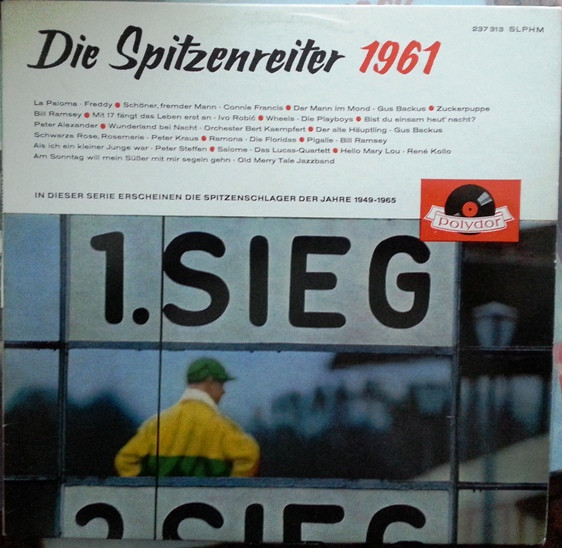 237 313 SLPHM
Die Spitzenreiter 1961
La Paloma · Freddy ● Schöner, fremder Mann · Connie Francis ● Der Mann im Mond · Gus Backus ● Zuckerpuppe
Bill Ramsey ● Mit 17 fängt das Leben erst an · Ivo Robić ● Wheels · Die Playboys ● Bist du einsam heut' nacht?
Peter Alexander ● Wunderland bei Nacht · Orchester Bert Kaempfert ● Der alte Häuptling · Gus Backus
Schwarze Rose, Rosemarie · Peter Kraus ● Ramona · Die Floridas ● Pigalle · Bill Ramsey
Als ich ein kleiner Junge war · Peter Steffen ● Salome · Das Lucas-Quartett ● Hello Mary Lou · René Kollo
Am Sonntag will mein Süßer mit mir segeln gehn · Old Merry Tale Jazzband
IN DIESER SERIE ERSCHEINEN DIE SPITZENSCHLAGER DER JAHRE 1949-1965
polydor
1. SIEG
2. SIEG